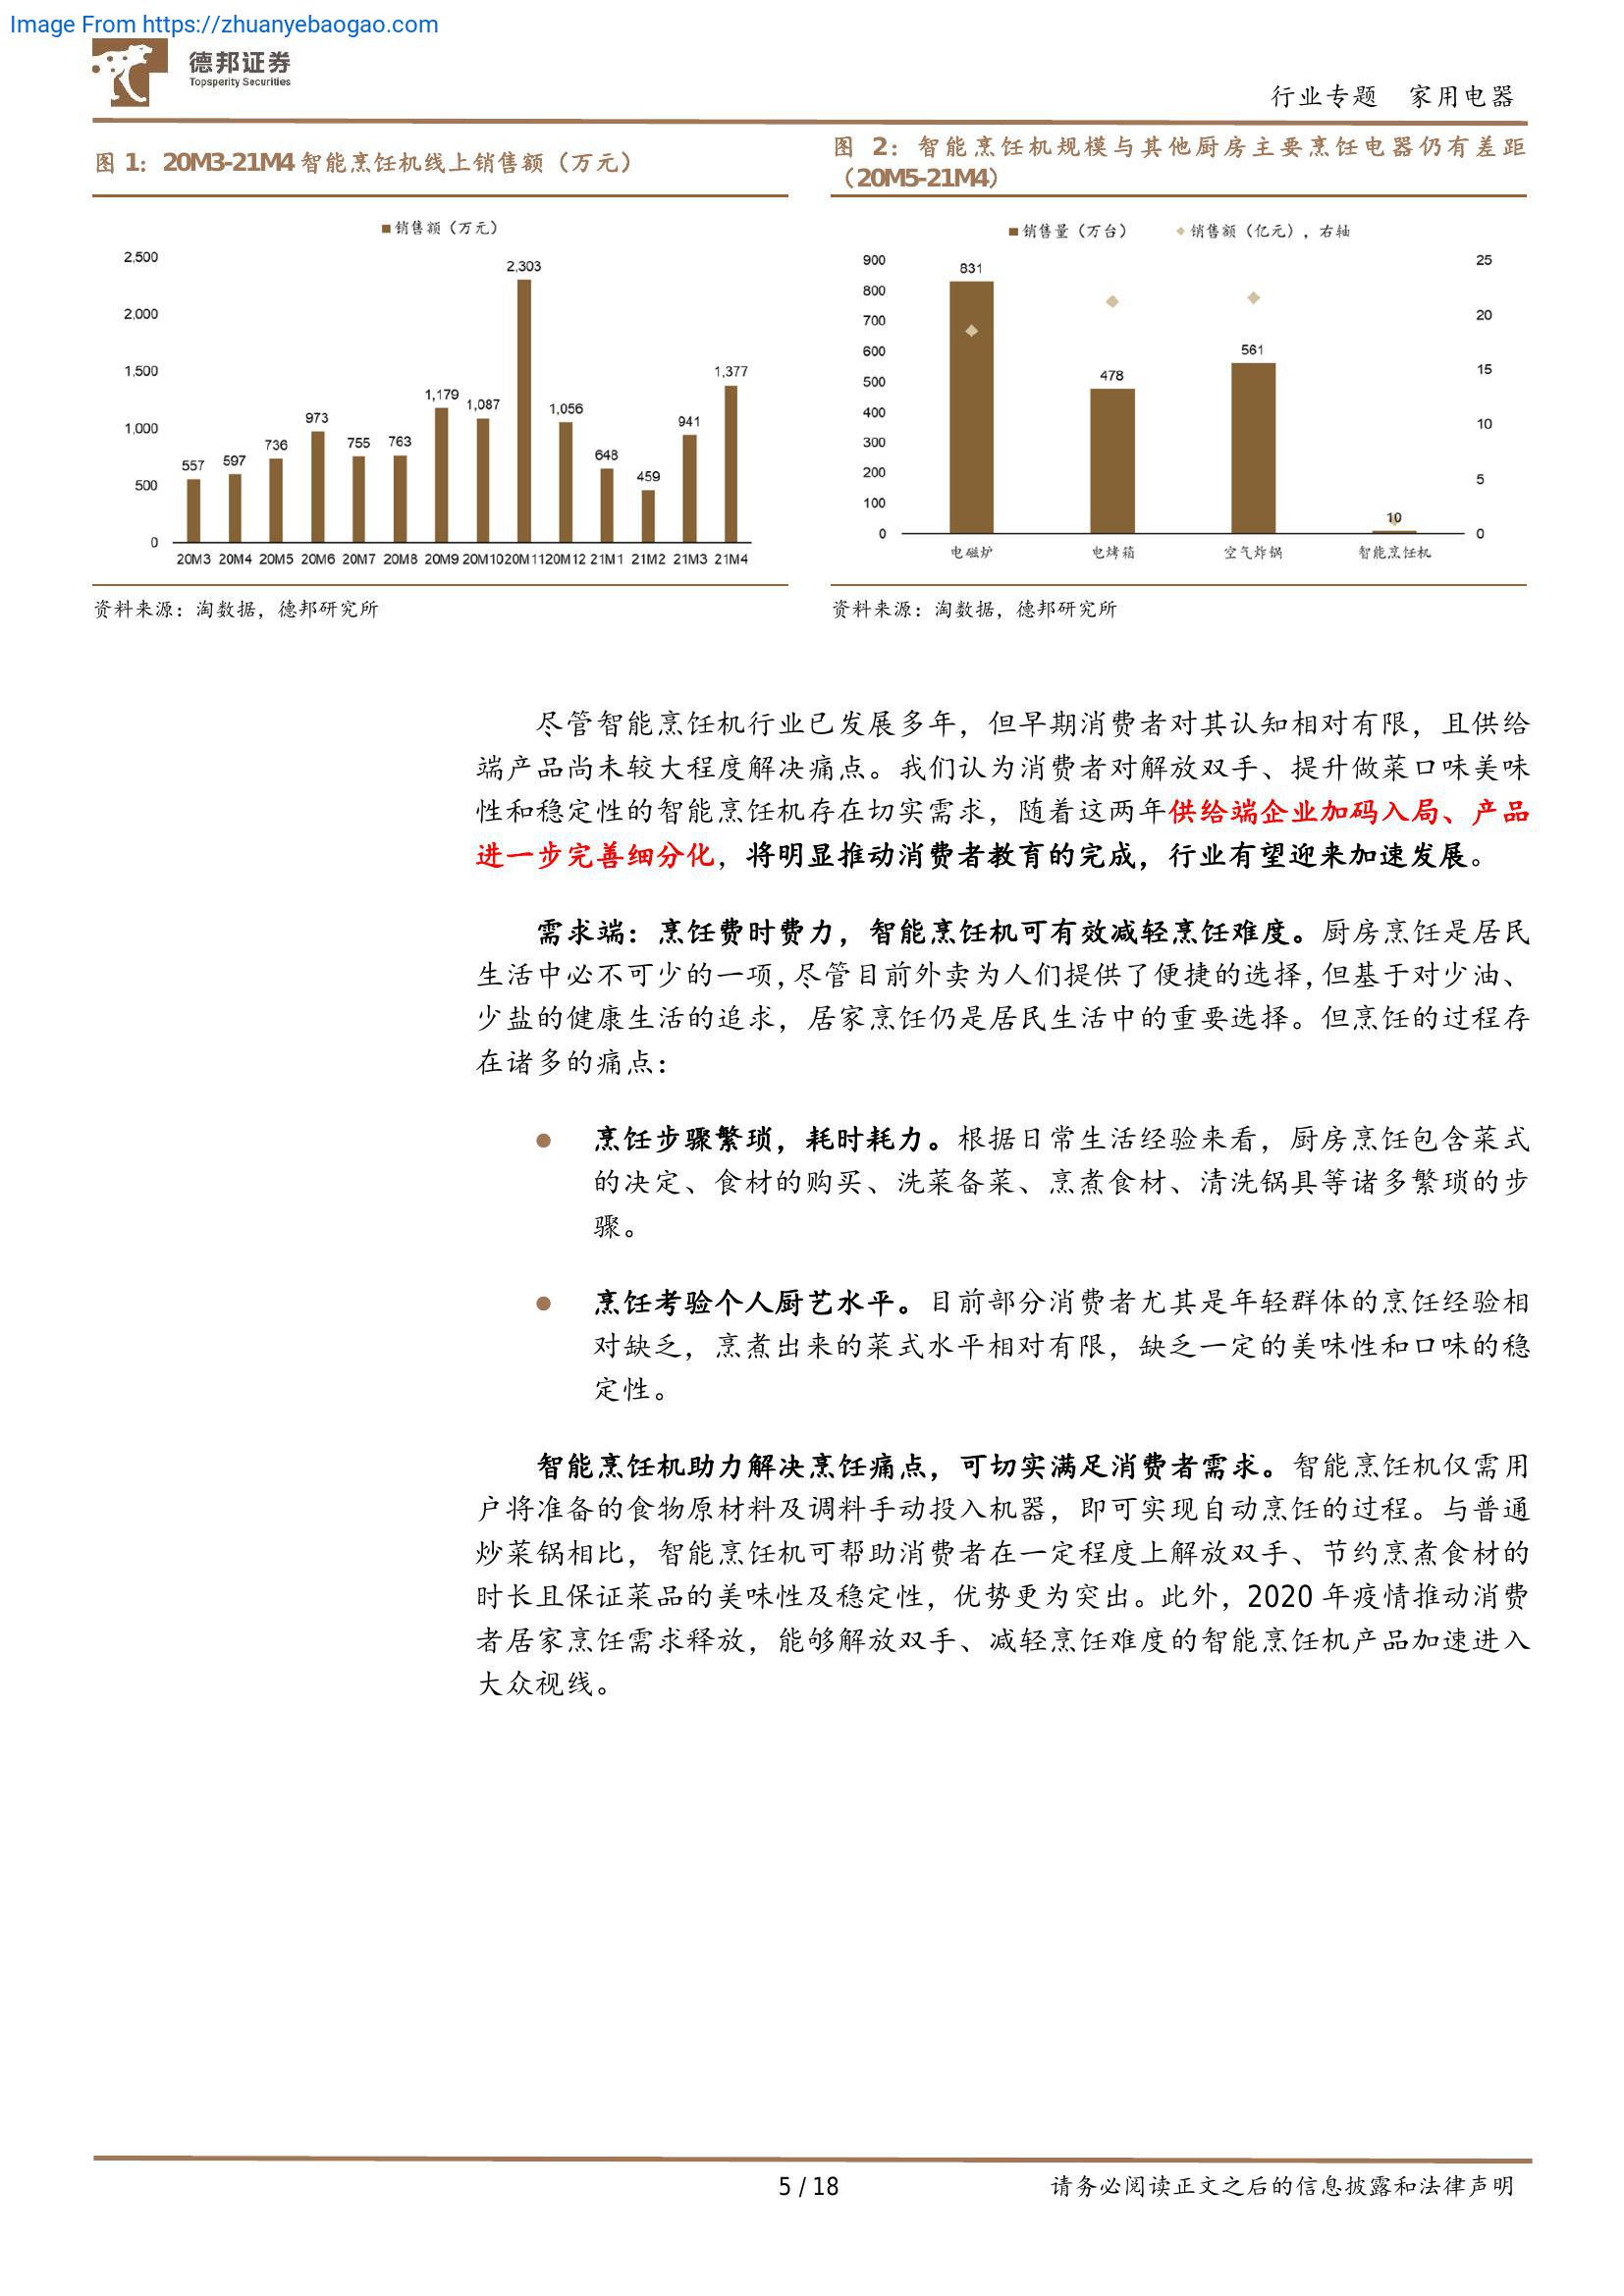 Image From https://zhuanyebaogao.com
德邦证券
Topsperity Securities
行业专题 家用电器
图 1：20M3-21M4 智能烹饪机线上销售额（万元）
销售额（万元）
2,500
2,000
1,500
1,000
500
0
557
597
736
973
755
763
1,179
1,087
2,303
1,056
648
459
941
1,377
20M3 20M4 20M5 20M6 20M7 20M8 20M9 20M10 20M11 20M12 21M1 21M2 21M3 21M4
资料来源：淘数据，德邦研究所
图 2：智能烹饪机规模与其他厨房主要烹饪电器仍有差距
（20M5-21M4）
销售量（万台） 销售额（亿元），右轴
900
800
700
600
500
400
300
200
100
0
831
478
561
10
25
20
15
10
5
0
电磁炉 电烤箱 空气炸锅 智能烹饪机
资料来源：淘数据，德邦研究所
尽管智能烹饪机行业已发展多年，但早期消费者对其认知相对有限，且供给
端产品尚未较大程度解决痛点。我们认为消费者对解放双手、提升做菜口味美味
性和稳定性的智能烹饪机存在切实需求，随着这两年供给端企业加码入局、产品
进一步完善细分化，将明显推动消费者教育的完成，行业有望迎来加速发展。
需求端：烹饪费时费力，智能烹饪机可有效减轻烹饪难度。厨房烹饪是居民
生活中必不可少的一项，尽管目前外卖为人们提供了便捷的选择，但基于对少油、
少盐的健康生活的追求，居家烹饪仍是居民生活中的重要选择。但烹饪的过程存
在诸多的痛点：
● 烹饪步骤繁琐，耗时耗力。根据日常生活经验来看，厨房烹饪包含菜式
的决定、食材的购买、洗菜备菜、烹煮食材、清洗锅具等诸多繁琐的步
骤。
● 烹饪考验个人厨艺水平。目前部分消费者尤其是年轻群体的烹饪经验相
对缺乏，烹煮出来的菜式水平相对有限，缺乏一定的美味性和口味的稳
定性。
智能烹饪机助力解决烹饪痛点，可切实满足消费者需求。智能烹饪机仅需用
户将准备的食物原材料及调料手动投入机器，即可实现自动烹饪的过程。与普通
炒菜锅相比，智能烹饪机可帮助消费者在一定程度上解放双手、节约烹煮食材的
时长且保证菜品的美味性及稳定性，优势更为突出。此外，2020 年疫情推动消费
者居家烹饪需求释放，能够解放双手、减轻烹饪难度的智能烹饪机产品加速进入
大众视线。
5 / 18
请务必阅读正文之后的信息披露和法律声明